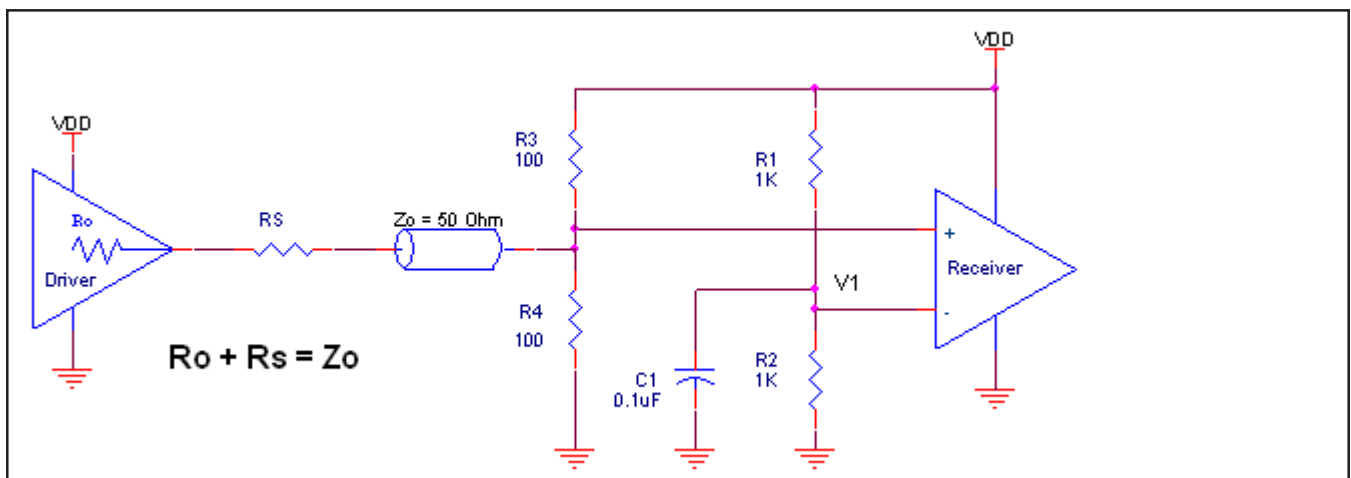 VDD
VDD
R3
100
R1
1K
Ro
RS
Zo = 50 Ohm
+
Driver
Receiver
V1
-
R4
100
Ro + Rs = Zo
C1
0.1uF
R2
1K